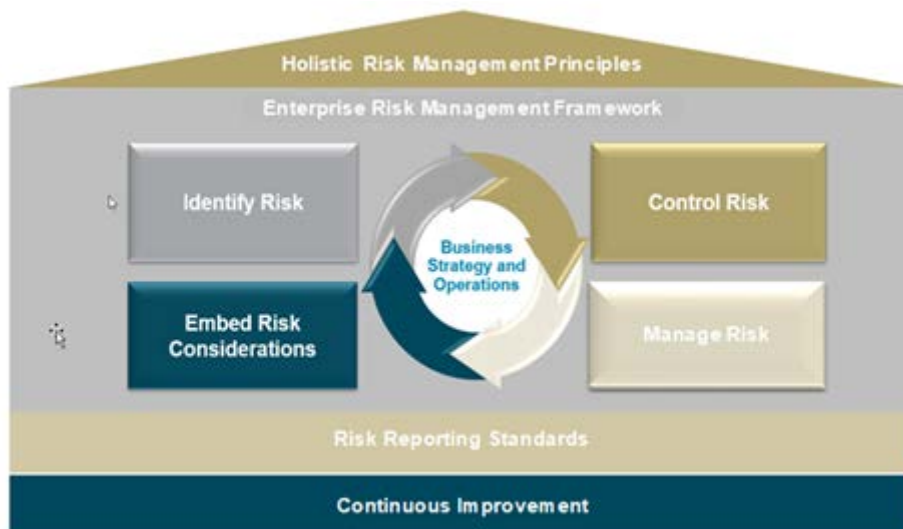 Holistic Risk Management Principles
Enterprise Risk Management Framework
Identify Risk
Control Risk
Business
Strategy and
Operations
Embed Risk
Considerations
Manage Risk
Risk Reporting Standards
Continuous Improvement